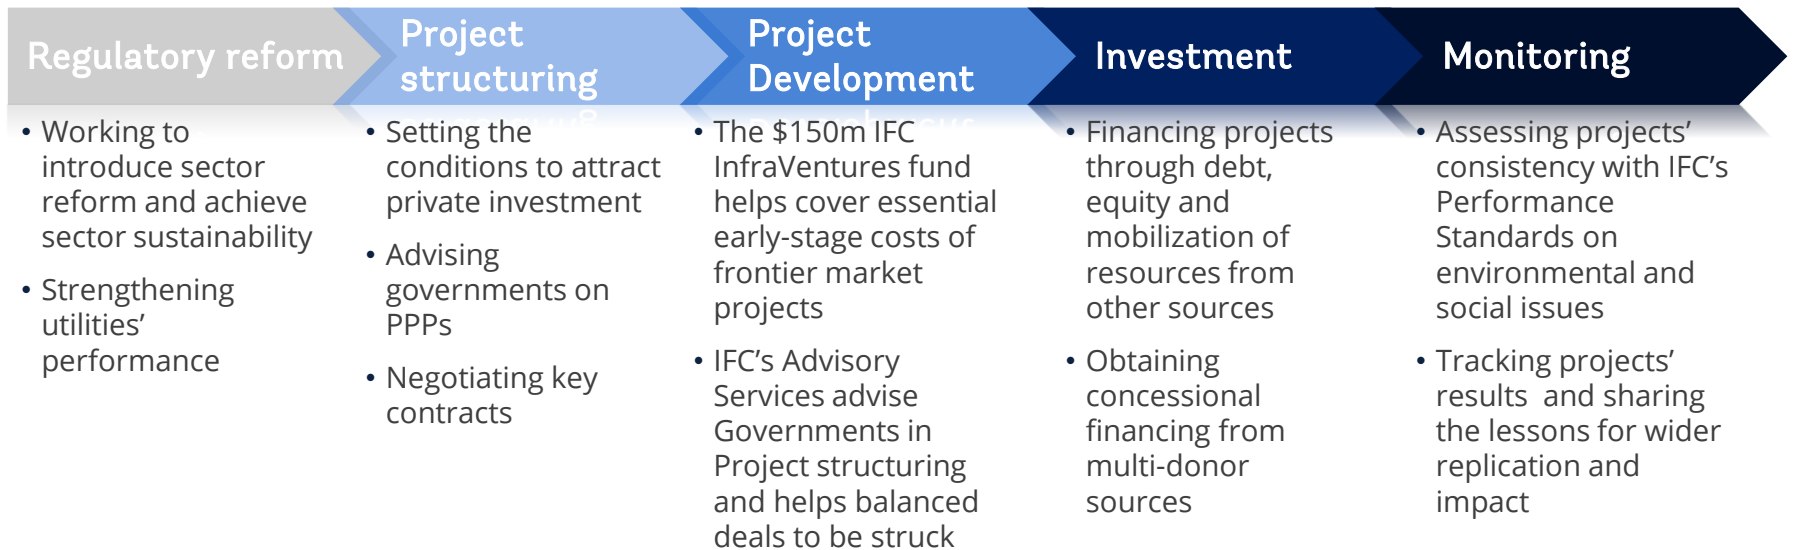 Regulatory reform
Project
structuring
Project
Development
Investment
Monitoring
• Working to
introduce sector
reform and achieve
sector sustainability
• Strengthening
utilities’
performance
• Setting the
conditions to attract
private investment
• Advising
governments on
PPPs
• Negotiating key
contracts
• The $150m IFC
InfraVentures fund
helps cover essential
early-stage costs of
frontier market
projects
• IFC’s Advisory
Services advise
Governments in
Project structuring
and helps balanced
deals to be struck
• Financing projects
through debt,
equity and
mobilization of
resources from
other sources
• Obtaining
concessional
financing from
multi-donor
sources
• Assessing projects’
consistency with IFC’s
Performance
Standards on
environmental and
social issues
• Tracking projects’
results  and sharing
the lessons for wider
replication and
impact